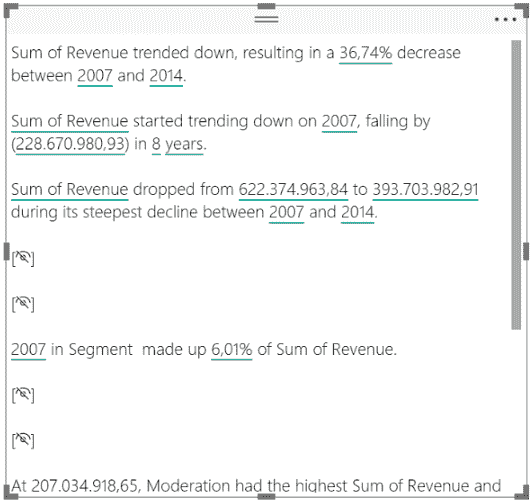 Sum of Revenue trended down, resulting in a 36,74% decrease
between 2007 and 2014.
Sum of Revenue started trending down on 2007, falling by
(228.670.980,93) in 8 years.
Sum of Revenue dropped from 622.374.963,84 to 393.703.982,91
during its steepest decline between 2007 and 2014.
2007 in Segment  made up 6,01% of Sum of Revenue.
At 207.034.918,65, Moderation had the highest Sum of Revenue and